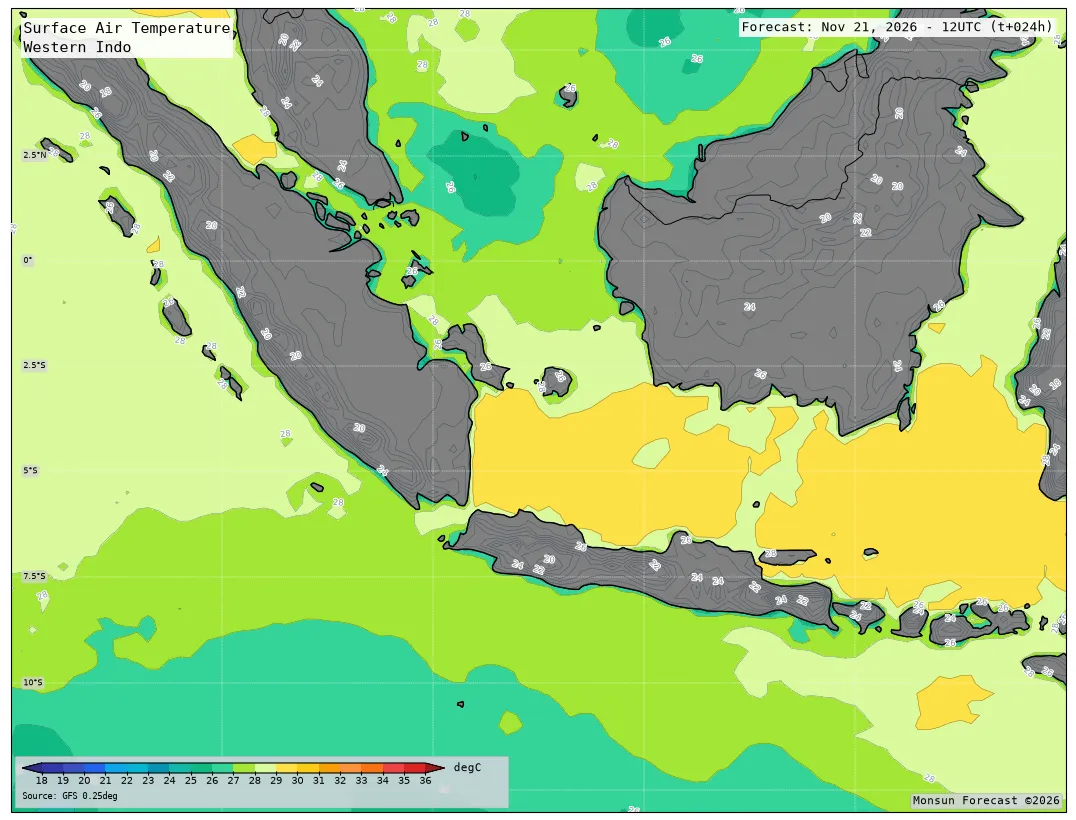 Surface Air Temperature
Western Indo
Forecast: Nov 21, 2026 - 12UTC (t+024h)
2.5°N
0°
2.5°S
5°S
7.5°S
10°S
degC
18 19 20 21 22 23 24 25 26 27 28 29 30 31 32 33 34 35 36
Source: GFS 0.25deg
Monsun Forecast ©2026